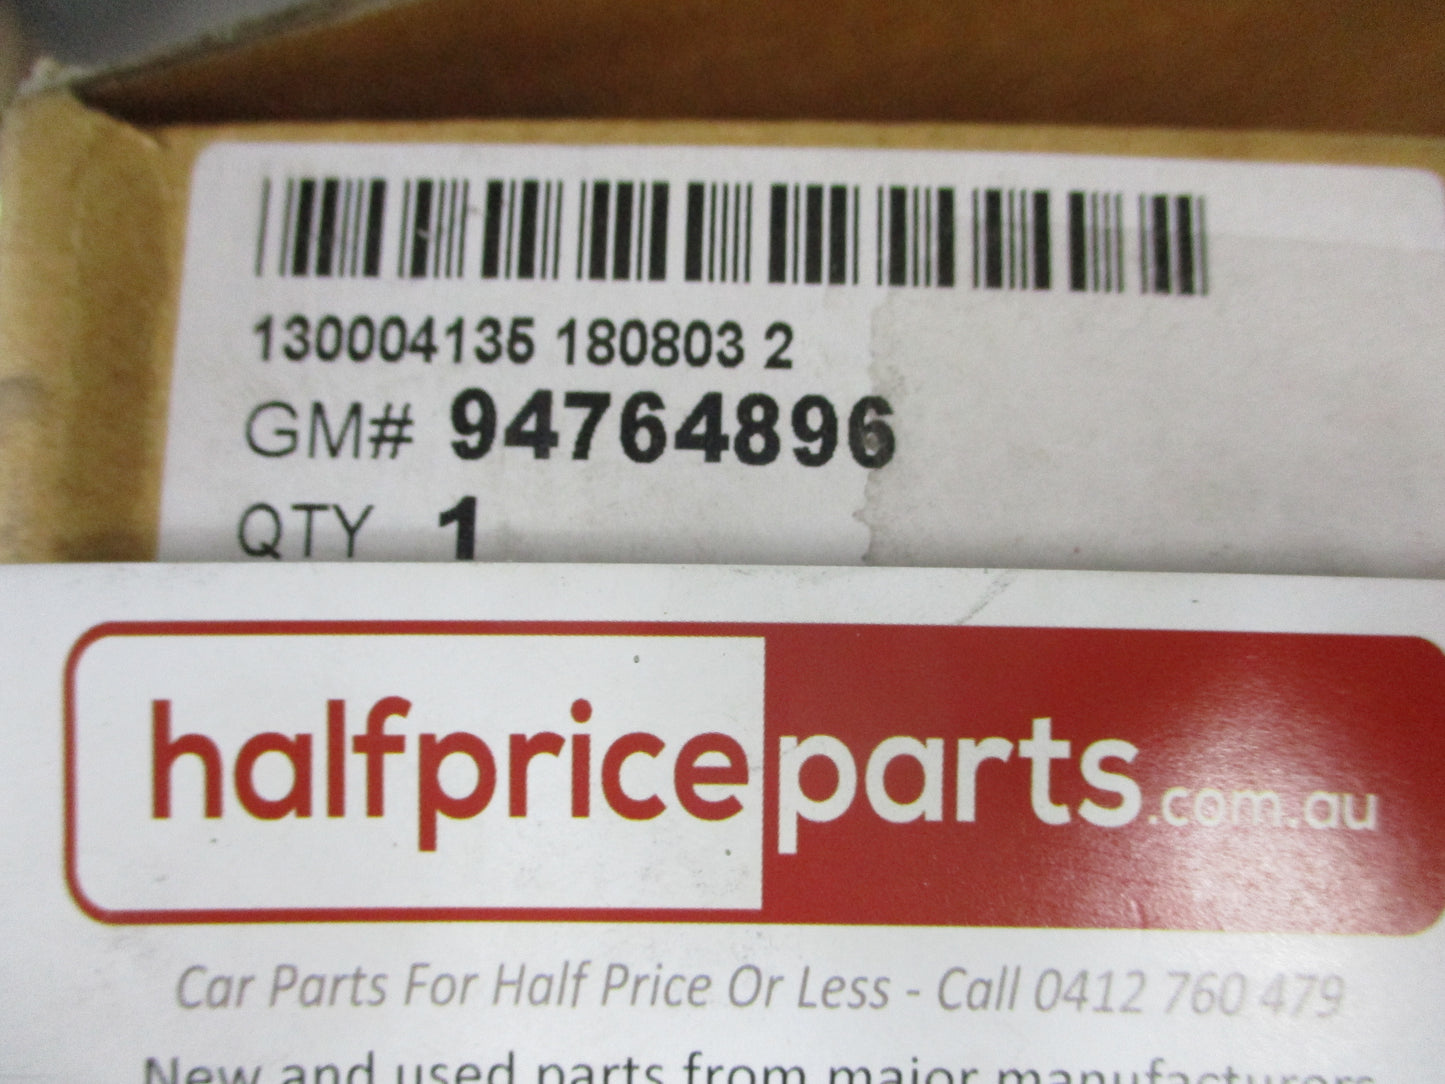 130004135 180803 2
GM# 94764896
QTY 1
halfpriceparts.com.au
Car Parts For Half Price Or Less - Call 0412 760 479
New and used parts from major manufacturers